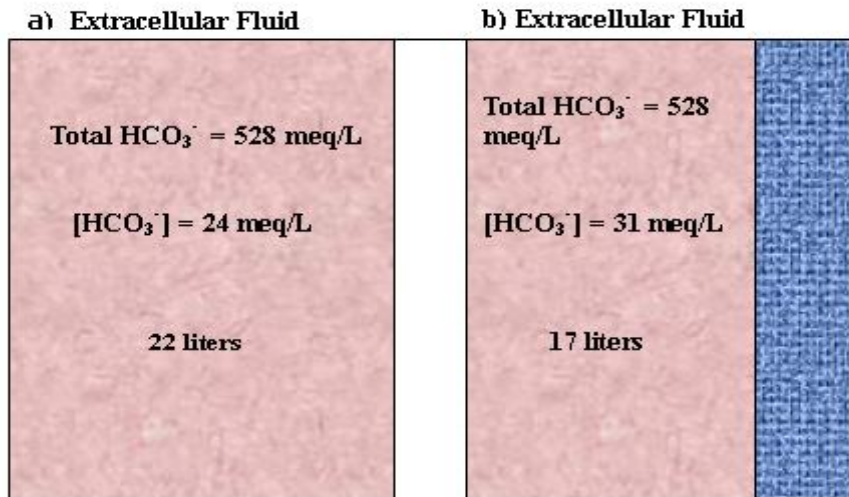 a) Extracellular Fluid
Total HCO₃⁻ = 528 meq/L
[HCO₃⁻] = 24 meq/L
22 liters
b) Extracellular Fluid
Total HCO₃⁻ = 528
meq/L
[HCO₃⁻] = 31 meq/L
17 liters